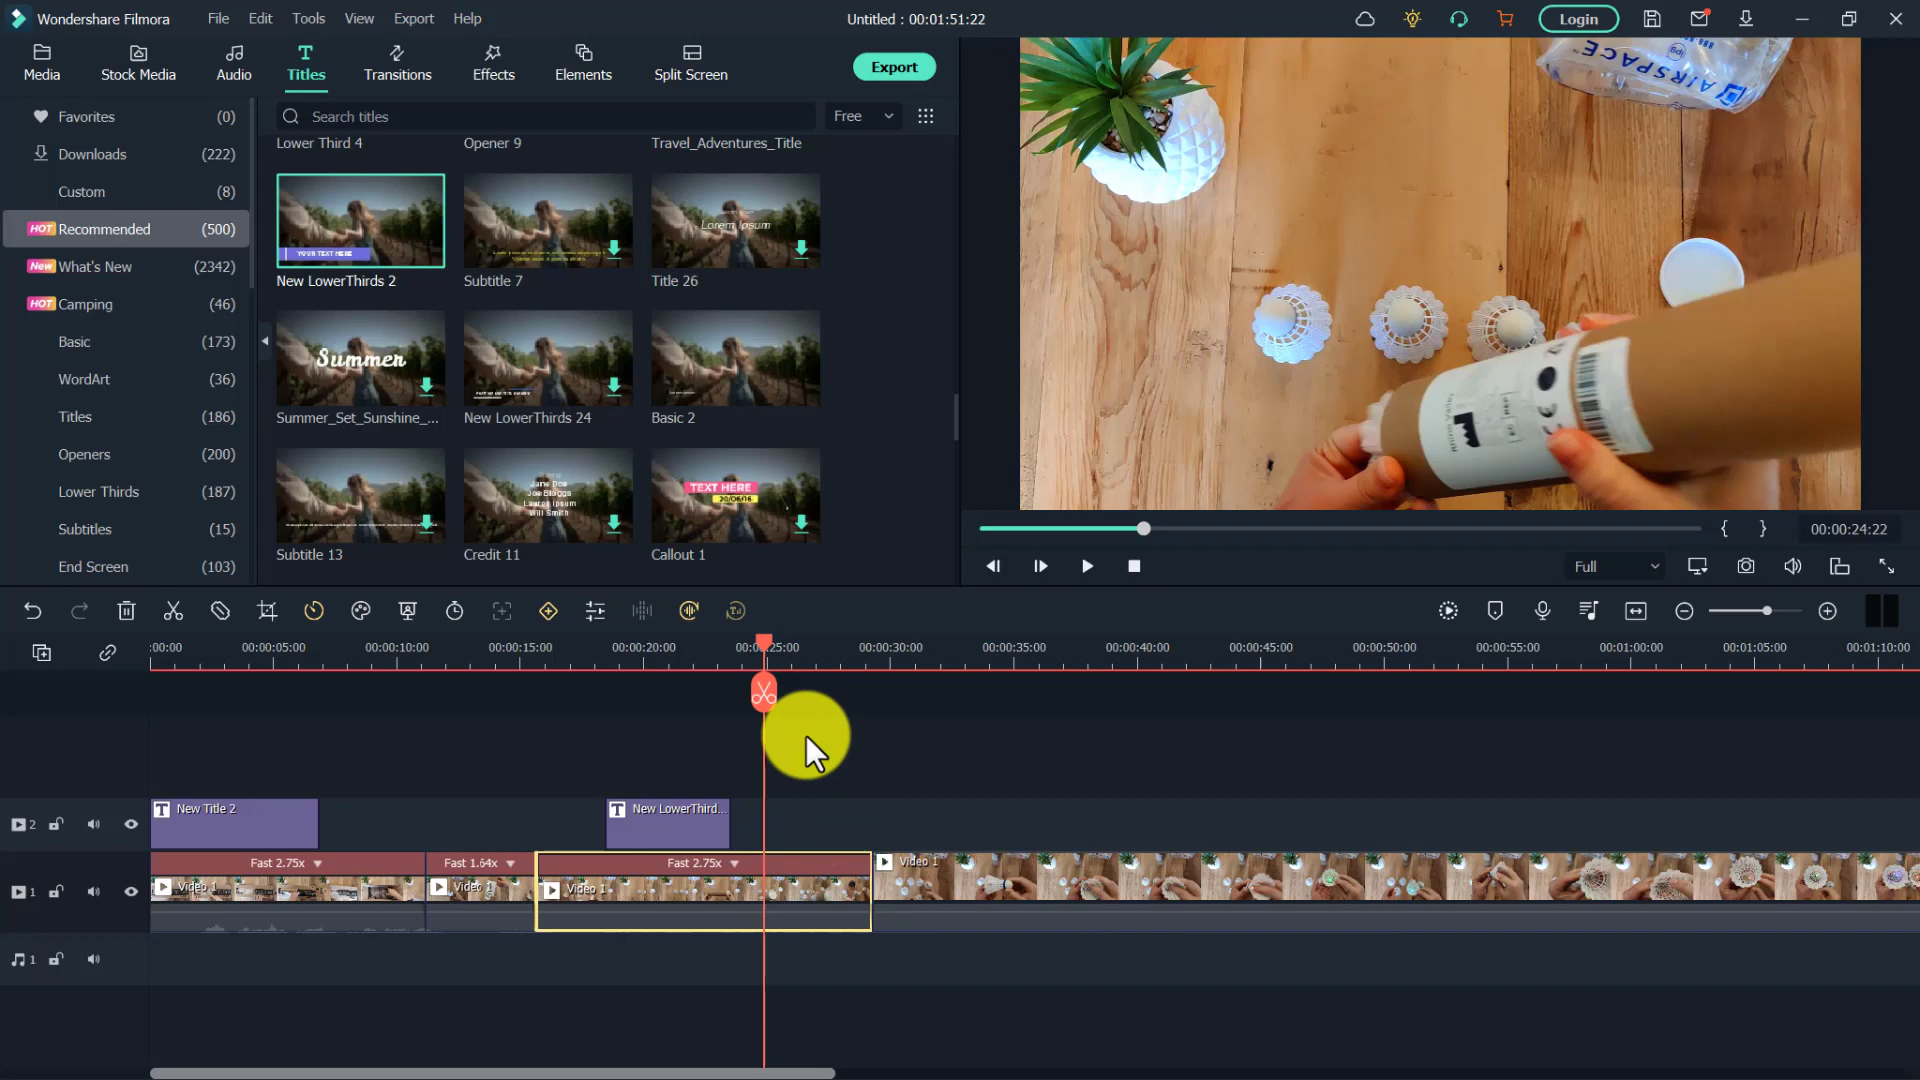 Wondershare Filmora
File
Edit
Tools
View
Export
Help
Untitled : 00:01:51:22
Login
Media
Stock Media
Audio
Titles
Transitions
Effects
Elements
Split Screen
Export
Favorites (0)
Downloads (222)
Custom (8)
HOT Recommended (500)
New What's New (2342)
HOT Camping (46)
Basic (173)
WordArt (36)
Titles (186)
Openers (200)
Lower Thirds (187)
Subtitles (15)
End Screen (103)
Search titles
Free
Lower Third 4
Opener 9
Travel_Adventures_Title
YOUR TEXT HERE
Lorem Ipsum
New LowerThirds 2
Subtitle 7
Title 26
Summer
Summer_Set_Sunshine_...
New LowerThirds 24
Basic 2
Jane Doe
Joe Bloggs
Lauren Ipsum
Will Smith
TEXT HERE
20/06/16
Subtitle 13
Credit 11
Callout 1
AIRSPACE
00:00:24:22
Full
:00:00
00:00:05:00
00:00:10:00
00:00:15:00
00:00:20:00
00:00:25:00
00:00:30:00
00:00:35:00
00:00:40:00
00:00:45:00
00:00:50:00
00:00:55:00
00:01:00:00
00:01:05:00
00:01:10:00
2
T New Title 2
T New LowerThird...
1
Fast 2.75x
Fast 1.64x
Fast 2.75x
Video 1
Video 1
Video 1
Video 1
1